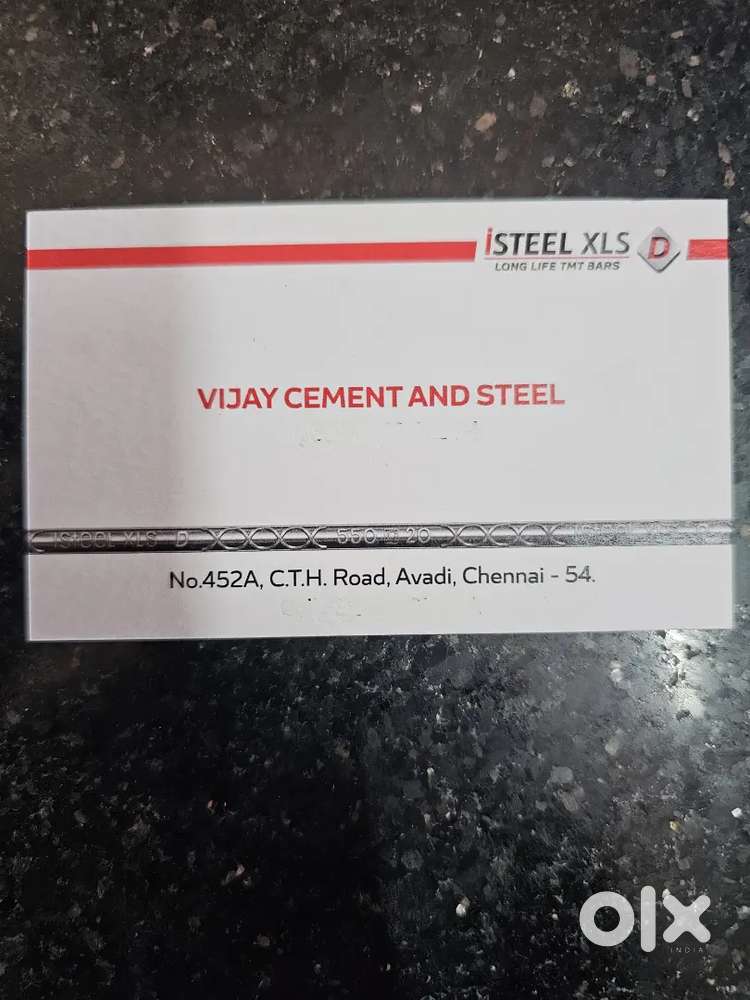 iSTEEL XLS D
LONG LIFE TMT BARS
VIJAY CEMENT AND STEEL
ISTEEL XLS D 550 D 20
No.452A, C.T.H. Road, Avadi, Chennai - 54.
olx
INDIA